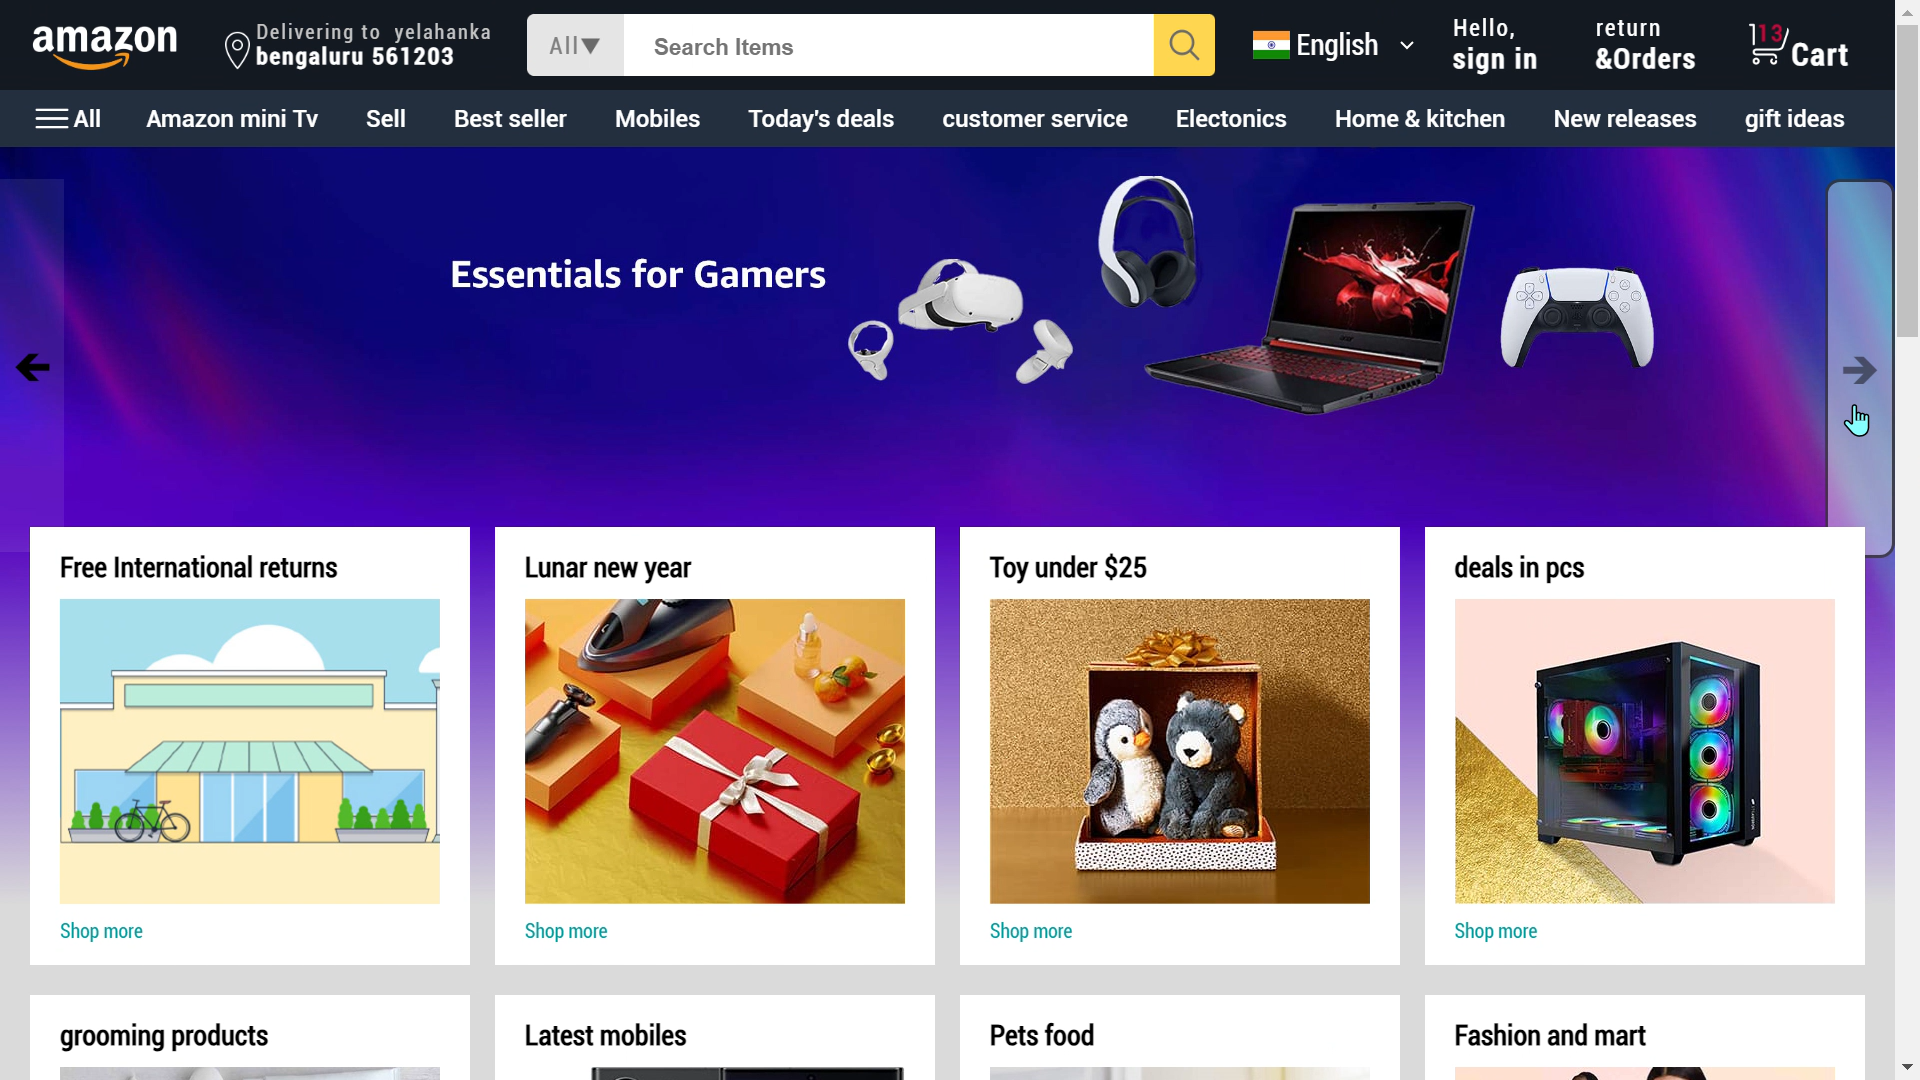 amazon
Delivering to yelahanka
bengaluru 561203
All▼
Search Items
English
Hello,
sign in
return
&Orders
13
Cart
All
Amazon mini Tv
Sell
Best seller
Mobiles
Today's deals
customer service
Electonics
Home & kitchen
New releases
gift ideas
Essentials for Gamers
Free International returns
Lunar new year
Toy under $25
deals in pcs
Shop more
Shop more
Shop more
Shop more
grooming products
Latest mobiles
Pets food
Fashion and mart